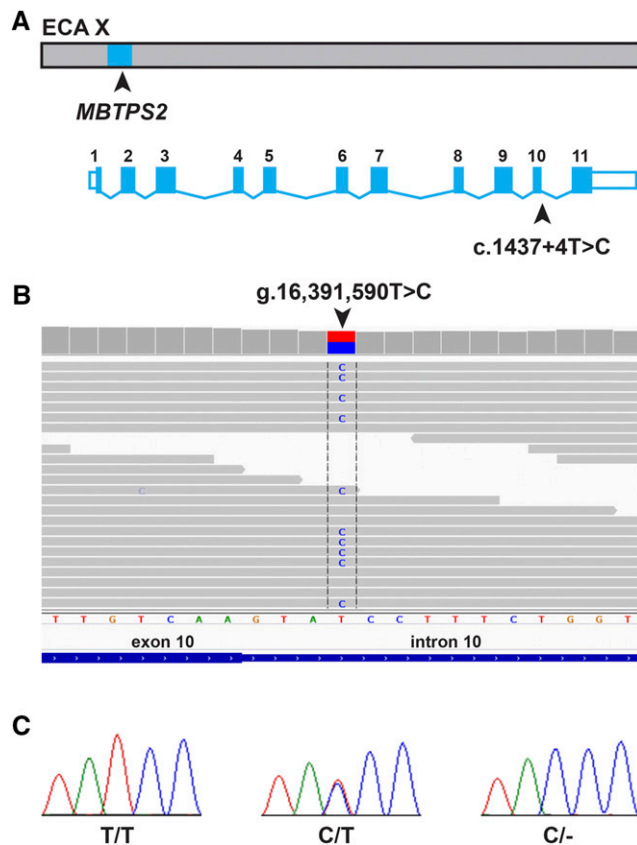 A
ECA X
MBTPS2
1 2 3 4 5 6 7 8 9 10 11
c.1437+4T>C
B
g.16,391,590T>C
C
C
C
C
C C
C
C
C
C
C
T T G T C A A G T A T C C T T T C T G G T
exon 10 intron 10
C
T/T C/T C/-